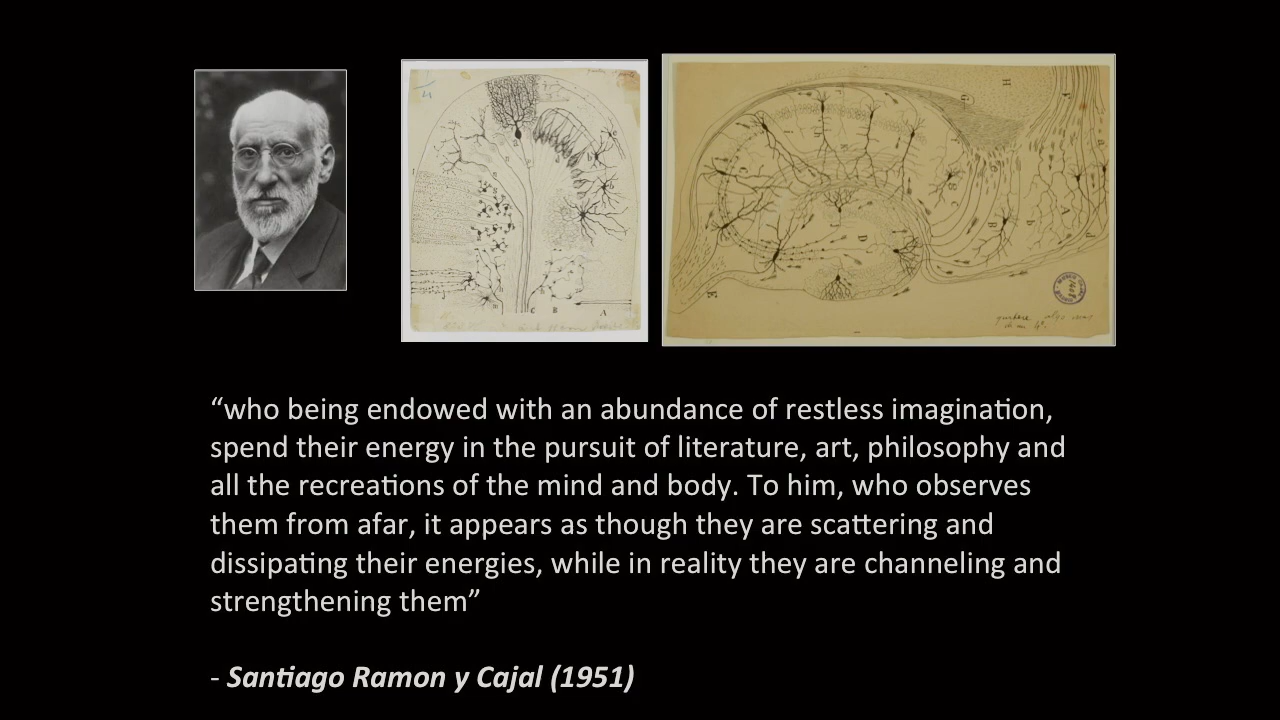 “who being endowed with an abundance of restless imagination,
spend their energy in the pursuit of literature, art, philosophy and
all the recreations of the mind and body. To him, who observes
them from afar, it appears as though they are scattering and
dissipating their energies, while in reality they are channeling and
strengthening them”
- Santiago Ramon y Cajal (1951)